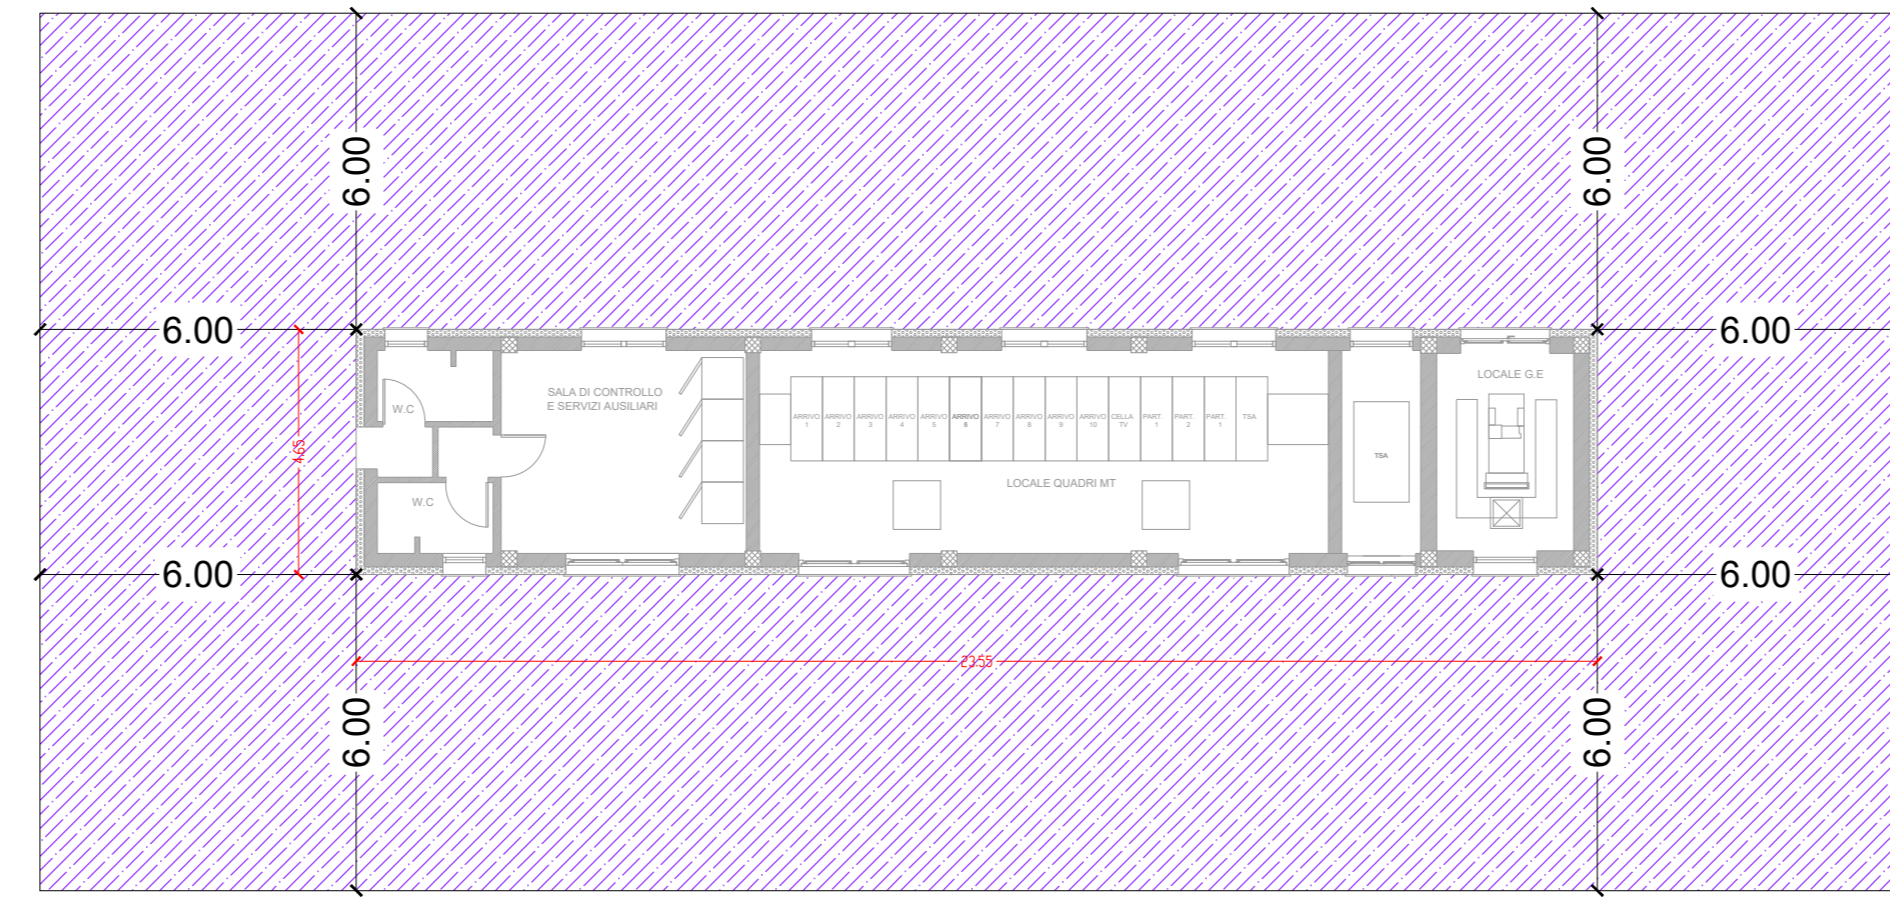 6.00
6.00
6.00
6.00
4.65
W.C
SALA DI CONTROLLO
E SERVIZI AUSILIARI
ARRIVO
1
ARRIVO
2
ARRIVO
3
ARRIVO
4
ARRIVO
5
ARRIVO
6
ARRIVO
7
ARRIVO
8
ARRIVO
9
ARRIVO
10
CELLA
TV
PART.
1
PART.
2
PART.
1
TSA
LOCALE G.E
TSA
LOCALE QUADRI MT
W.C
6.00
6.00
23.55
6.00
6.00